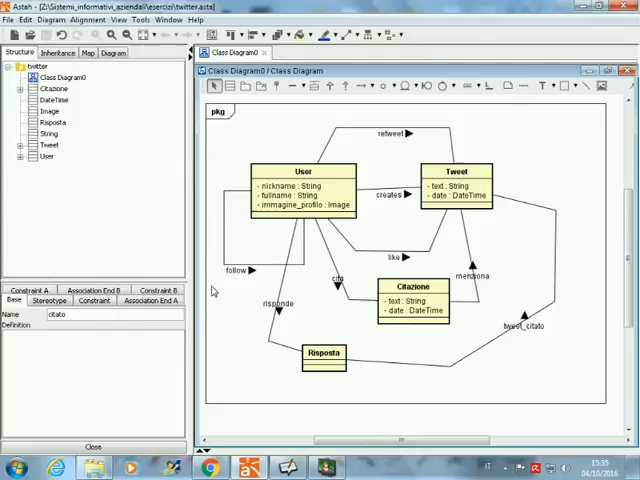 Astah - [Z:\Sistemi_informativi_aziendali\esercizi\twitter.asta]
File Edit Diagram Alignment View Tools Window Help
Structure Inheritance Map Diagram
twitter
Class Diagram0
Citazione
DateTime
Image
Risposta
String
Tweet
User
Constraint A Association End B Constraint B
Base Stereotype Constraint Association End A
Name citato
Definition
Close
Class Diagram0
Class Diagram0 / Class Diagram
pkg
retweet
User
- nickname : String
- fullname : String
- immagine_profilo : Image
creates
Tweet
- text : String
- date : DateTime
like
follow
cita
menziona
Citazione
- text : String
- date : DateTime
risponde
tweet_citato
Risposta
IT
15:35
04/10/2016